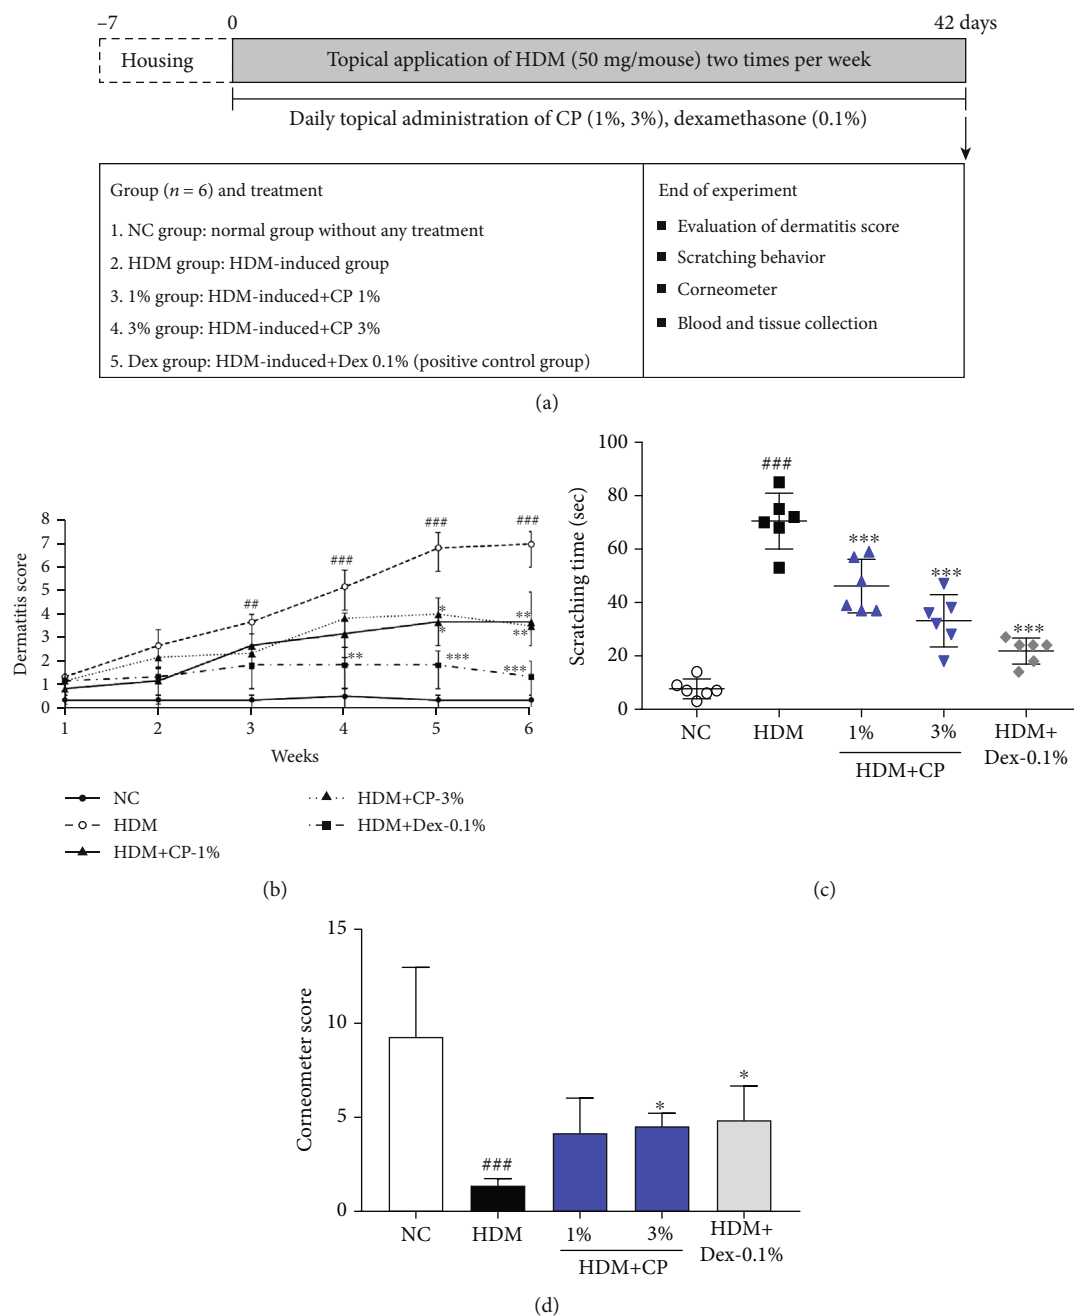 –7 0 42 days
Housing Topical application of HDM (50 mg/mouse) two times per week
Daily topical administration of CP (1%, 3%), dexamethasone (0.1%)
Group (n = 6) and treatment
1. NC group: normal group without any treatment
2. HDM group: HDM-induced group
3. 1% group: HDM-induced+CP 1%
4. 3% group: HDM-induced+CP 3%
5. Dex group: HDM-induced+Dex 0.1% (positive control group)
End of experiment
Evaluation of dermatitis score
Scratching behavior
Corneometer
Blood and tissue collection
(a)
Dermatitis score
8
7
6
5
4
3
2
1
0
##
###
###
###
*
*
**
**
**
***
***
1 2 3 4 5 6
Weeks
NC
HDM
HDM+CP-1%
HDM+CP-3%
HDM+Dex-0.1%
(b)
Scratching time (sec)
100
80
60
40
20
0
###
***
***
***
NC HDM 1% 3% HDM+
Dex-0.1%
HDM+CP
(c)
Corneometer score
15
10
5
0
###
*
*
NC HDM 1% 3% HDM+
Dex-0.1%
HDM+CP
(d)